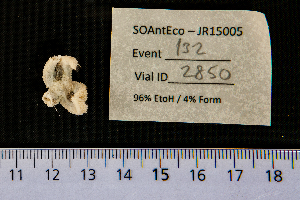 SOAntEco – JR15005
Event 132
Vial ID 2850
96% EtoH / 4% Form
11 12 13 14 15 16 17 18